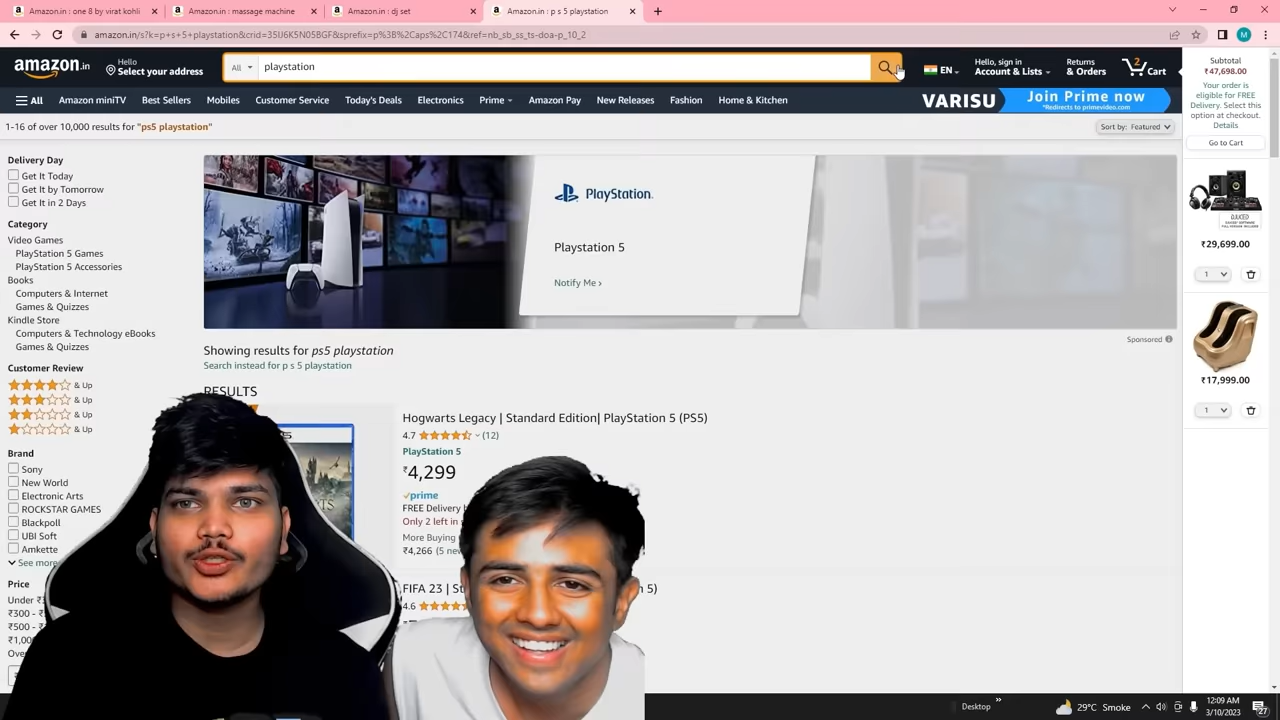 Amazon.in : one 8 by virat kohli
Amazon.in : massage machine
Amazon.in : dj set
Amazon.in : p s 5 playstation
amazon.in/s?k=p+s+5+playstation&crid=35IJ6K5N05BGF&sprefix=p%3B%2Caps%2C174&ref=nb_sb_ss_ts-doa-p_10_2
M
amazon.in
Hello
Select your address
All
playstation
EN
Hello, sign in
Account & Lists
Returns
& Orders
2
Cart
All
Amazon miniTV
Best Sellers
Mobiles
Customer Service
Today's Deals
Electronics
Prime
Amazon Pay
New Releases
Fashion
Home & Kitchen
VARISU
Join Prime now
*Redirects to primevideo.com
1-16 of over 10,000 results for "ps5 playstation"
Sort by: Featured
Delivery Day
Get It Today
Get It by Tomorrow
Get It in 2 Days
Category
Video Games
PlayStation 5 Games
PlayStation 5 Accessories
Books
Computers & Internet
Games & Quizzes
Kindle Store
Computers & Technology eBooks
Games & Quizzes
Customer Review
& Up
& Up
& Up
& Up
Brand
Sony
New World
Electronic Arts
ROCKSTAR GAMES
Blackpoll
UBI Soft
Amkette
See more
Price
Under ₹
₹300 -
₹500 -
₹1,00
Over
PlayStation
Playstation 5
Notify Me ›
Sponsored
Showing results for ps5 playstation
Search instead for p s 5 playstation
RESULTS
Hogwarts Legacy | Standard Edition| PlayStation 5 (PS5)
4.7
(12)
PlayStation 5
₹4,299
prime
FREE Delivery
Only 2 left in
More Buying
₹4,266 (5 new
FIFA 23 | St
n 5)
4.6
Subtotal
₹47,698.00
Your order is
eligible for FREE
Delivery. Select this
option at checkout.
Details
Go to Cart
₹29,699.00
1
₹17,999.00
1
Desktop
29°C Smoke
12:09 AM
3/10/2023
27